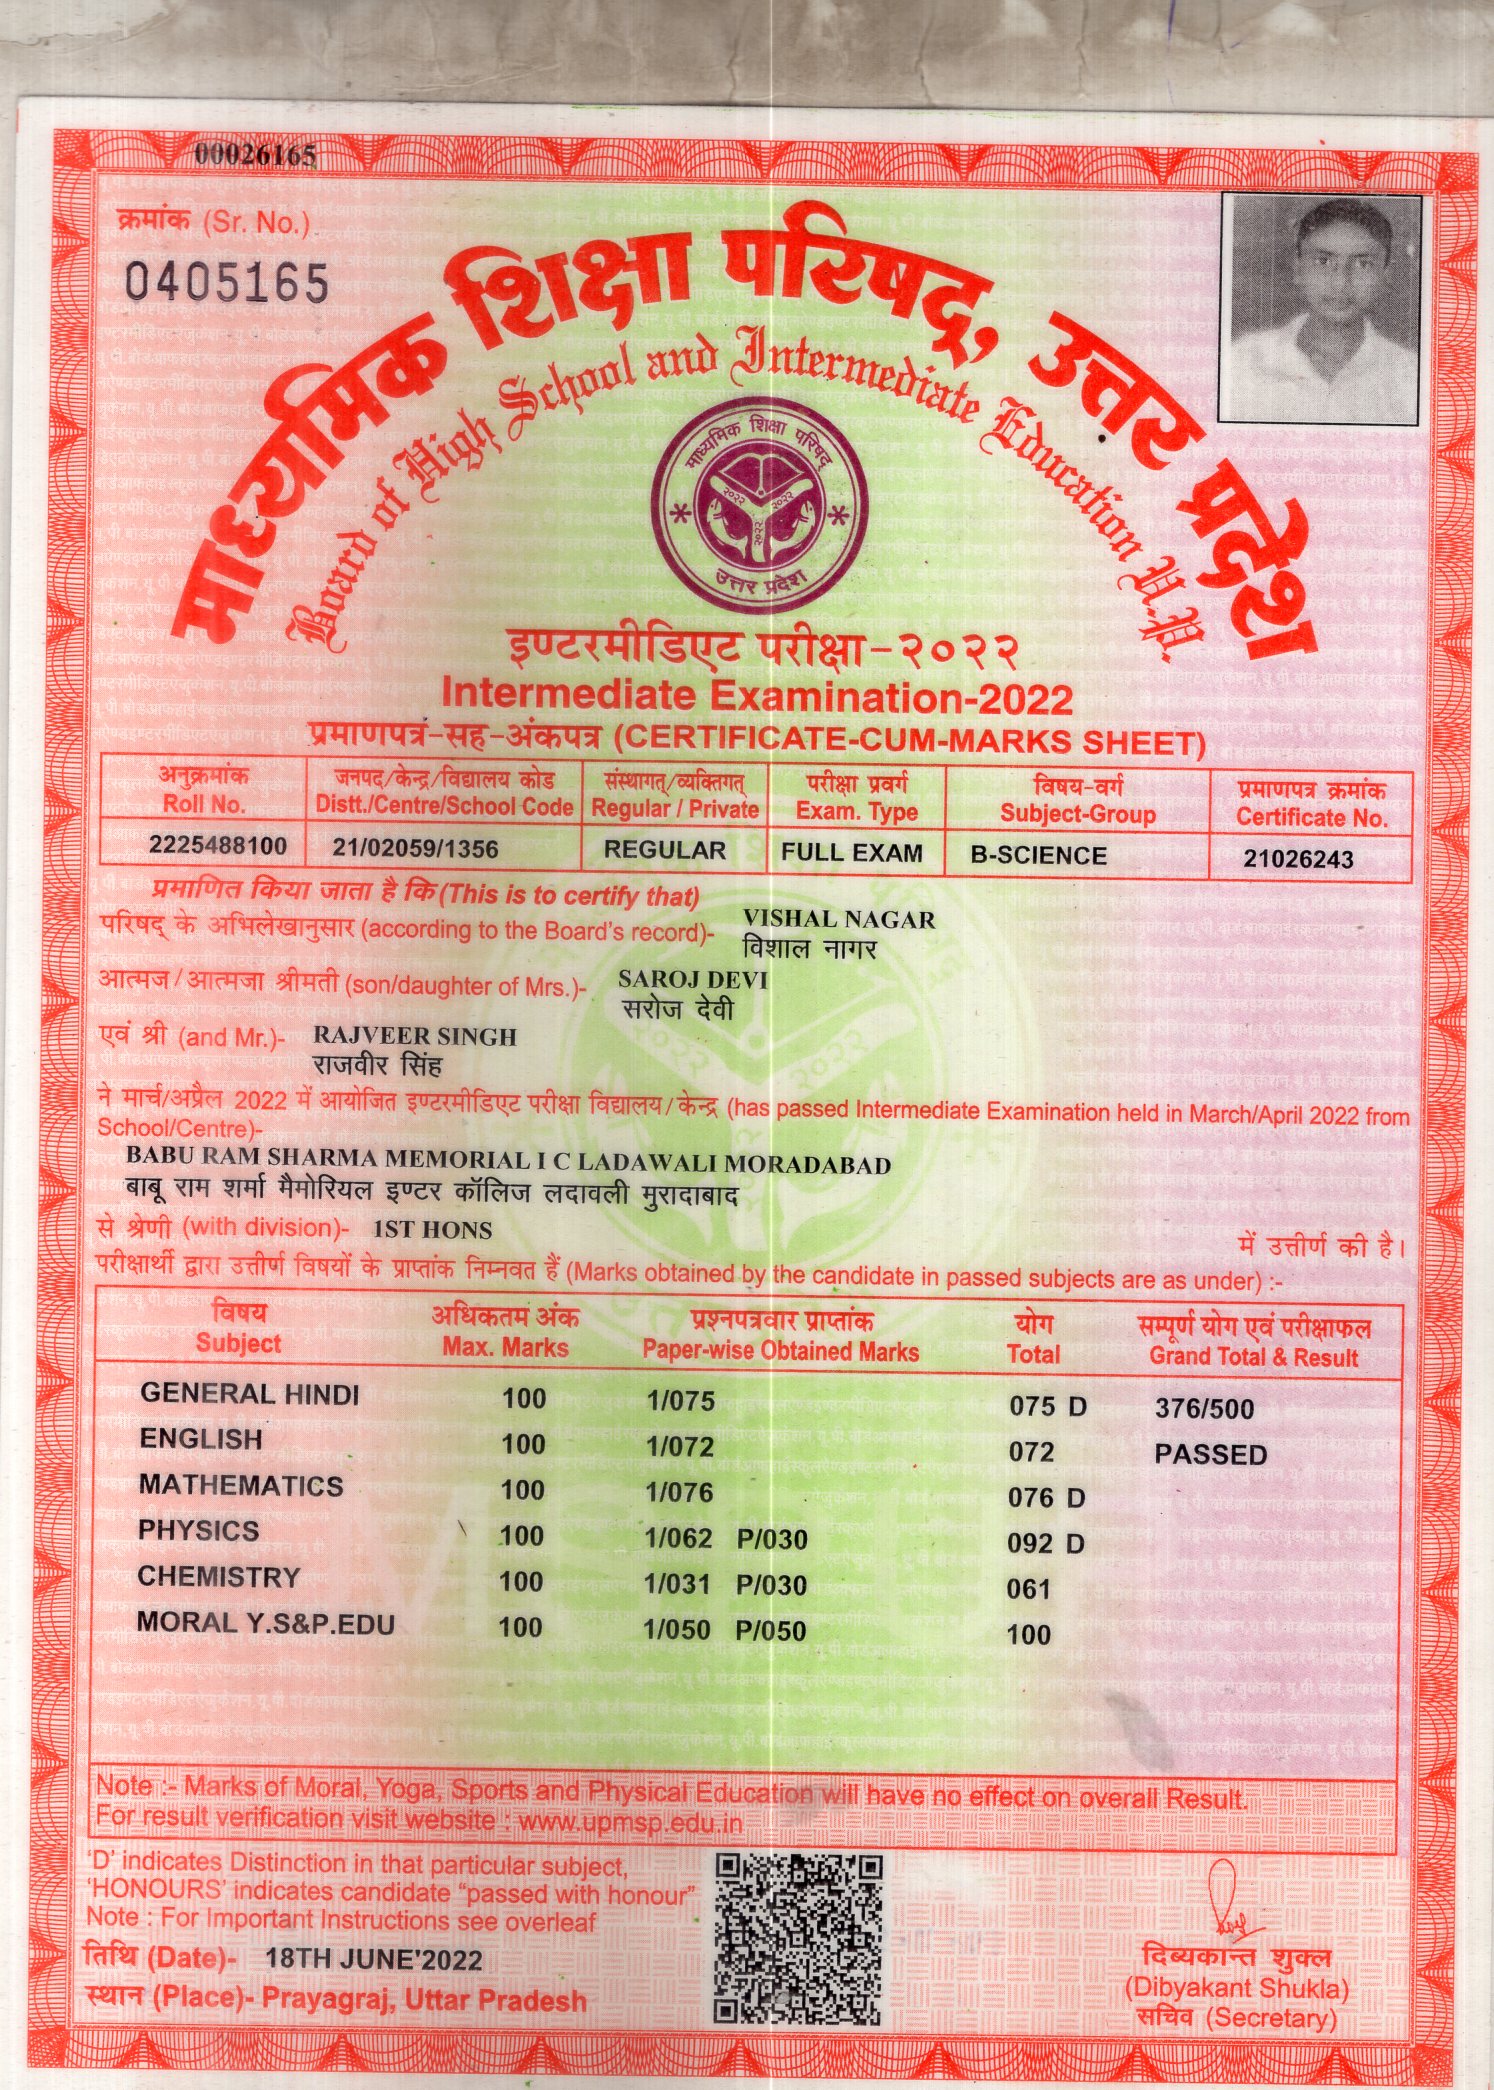 00026165
क्रमांक (Sr. No.)
0405165
माध्यमिक शिक्षा परिषद्, उत्तर प्रदेश
Board of High School and Intermediate Education U.P.
माध्यमिक शिक्षा परिषद्
२०२२ २०२२
२०२२
उत्तर प्रदेश
इण्टरमीडिएट परीक्षा-२०२२
Intermediate Examination-2022
प्रमाणपत्र-सह-अंकपत्र (CERTIFICATE-CUM-MARKS SHEET)
अनुक्रमांक जनपद/केन्द्र/विद्यालय कोड संस्थागत्/व्यक्तिगत् परीक्षा प्रवर्ग विषय-वर्ग प्रमाणपत्र क्रमांक
Roll No. Distt./Centre/School Code Regular / Private Exam. Type Subject-Group Certificate No.
2225488100 21/02059/1356 REGULAR FULL EXAM B-SCIENCE 21026243
प्रमाणित किया जाता है कि (This is to certify that)
परिषद् के अभिलेखानुसार (according to the Board's record)- VISHAL NAGAR
विशाल नागर
आत्मज/आत्मजा श्रीमती (son/daughter of Mrs.)- SAROJ DEVI
सरोज देवी
एवं श्री (and Mr.)- RAJVEER SINGH
राजवीर सिंह
ने मार्च/अप्रैल 2022 में आयोजित इण्टरमीडिएट परीक्षा विद्यालय/केन्द्र (has passed Intermediate Examination held in March/April 2022 from
School/Centre)-
BABU RAM SHARMA MEMORIAL I C LADAWALI MORADABAD
बाबू राम शर्मा मैमोरियल इण्टर कॉलिज लदावली मुरादाबाद
से श्रेणी (with division)- 1ST HONS में उत्तीर्ण की है।
परीक्षार्थी द्वारा उत्तीर्ण विषयों के प्राप्तांक निम्नवत हैं (Marks obtained by the candidate in passed subjects are as under) :-
विषय अधिकतम अंक प्रश्नपत्रवार प्राप्तांक योग सम्पूर्ण योग एवं परीक्षाफल
Subject Max. Marks Paper-wise Obtained Marks Total Grand Total & Result
GENERAL HINDI 100 1/075 075 D 376/500
ENGLISH 100 1/072 072 PASSED
MATHEMATICS 100 1/076 076 D
PHYSICS 100 1/062 P/030 092 D
CHEMISTRY 100 1/031 P/030 061
MORAL Y.S&P.EDU 100 1/050 P/050 100
Note :- Marks of Moral, Yoga, Sports and Physical Education will have no effect on overall Result.
For result verification visit website : www.upmsp.edu.in
'D' indicates Distinction in that particular subject,
'HONOURS' indicates candidate "passed with honour"
Note : For Important Instructions see overleaf
तिथि (Date)- 18TH JUNE'2022
स्थान (Place)- Prayagraj, Uttar Pradesh
दिब्यकान्त शुक्ल
(Dibyakant Shukla)
सचिव (Secretary)